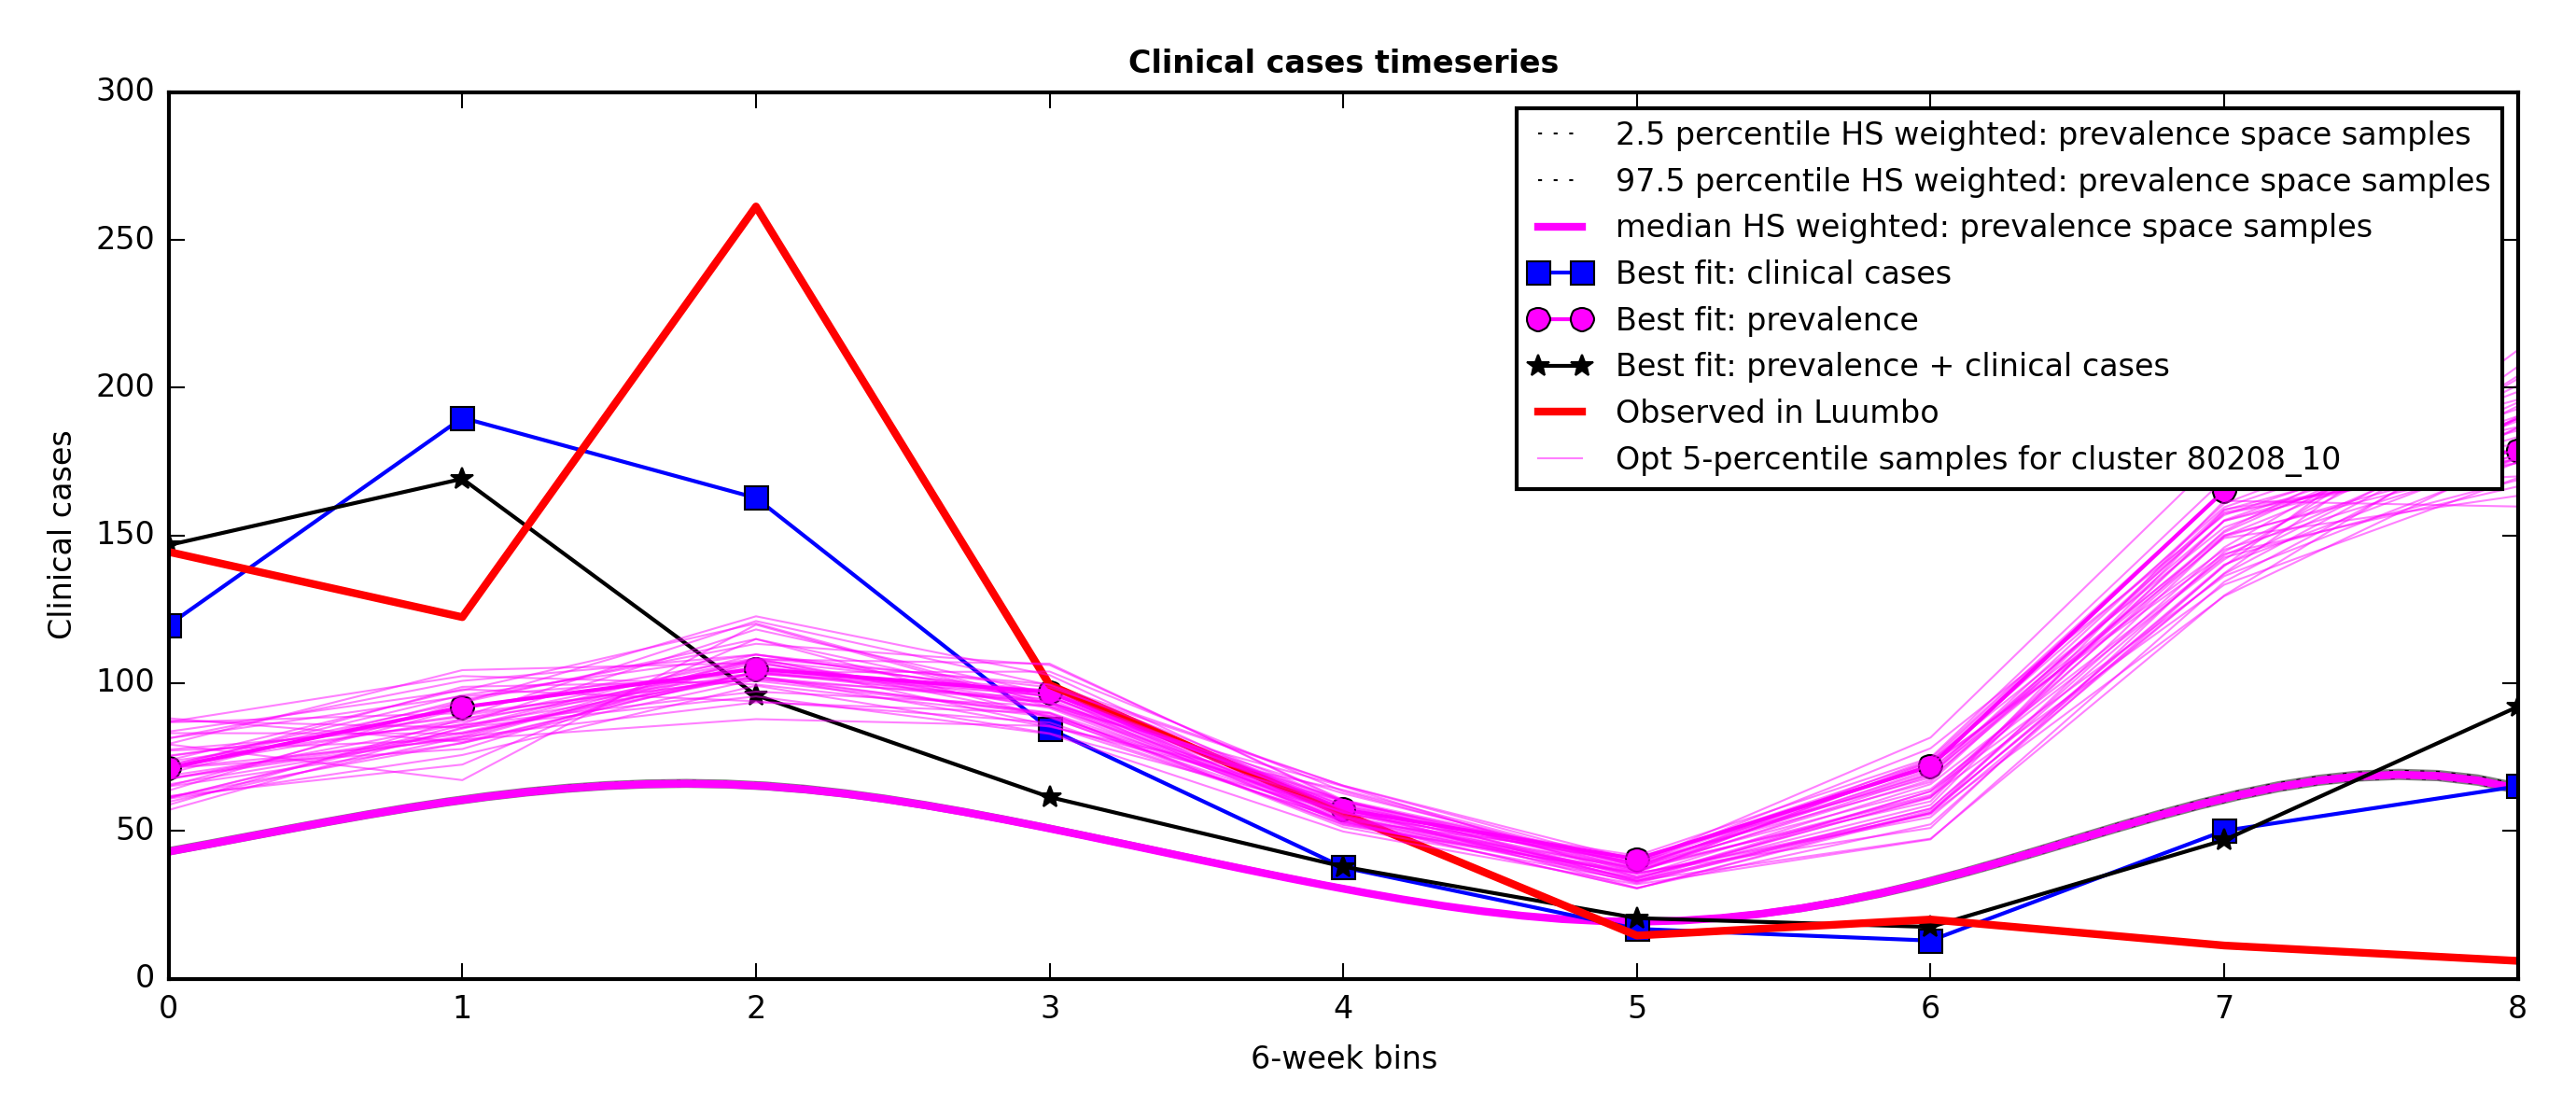 Clinical cases timeseries
300
250
200
150
100
50
0
Clinical cases
2.5 percentile HS weighted: prevalence space samples
97.5 percentile HS weighted: prevalence space samples
median HS weighted: prevalence space samples
Best fit: clinical cases
Best fit: prevalence
Best fit: prevalence + clinical cases
Observed in Luumbo
Opt 5-percentile samples for cluster 80208_10
0 1 2 3 4 5 6 7 8
6-week bins